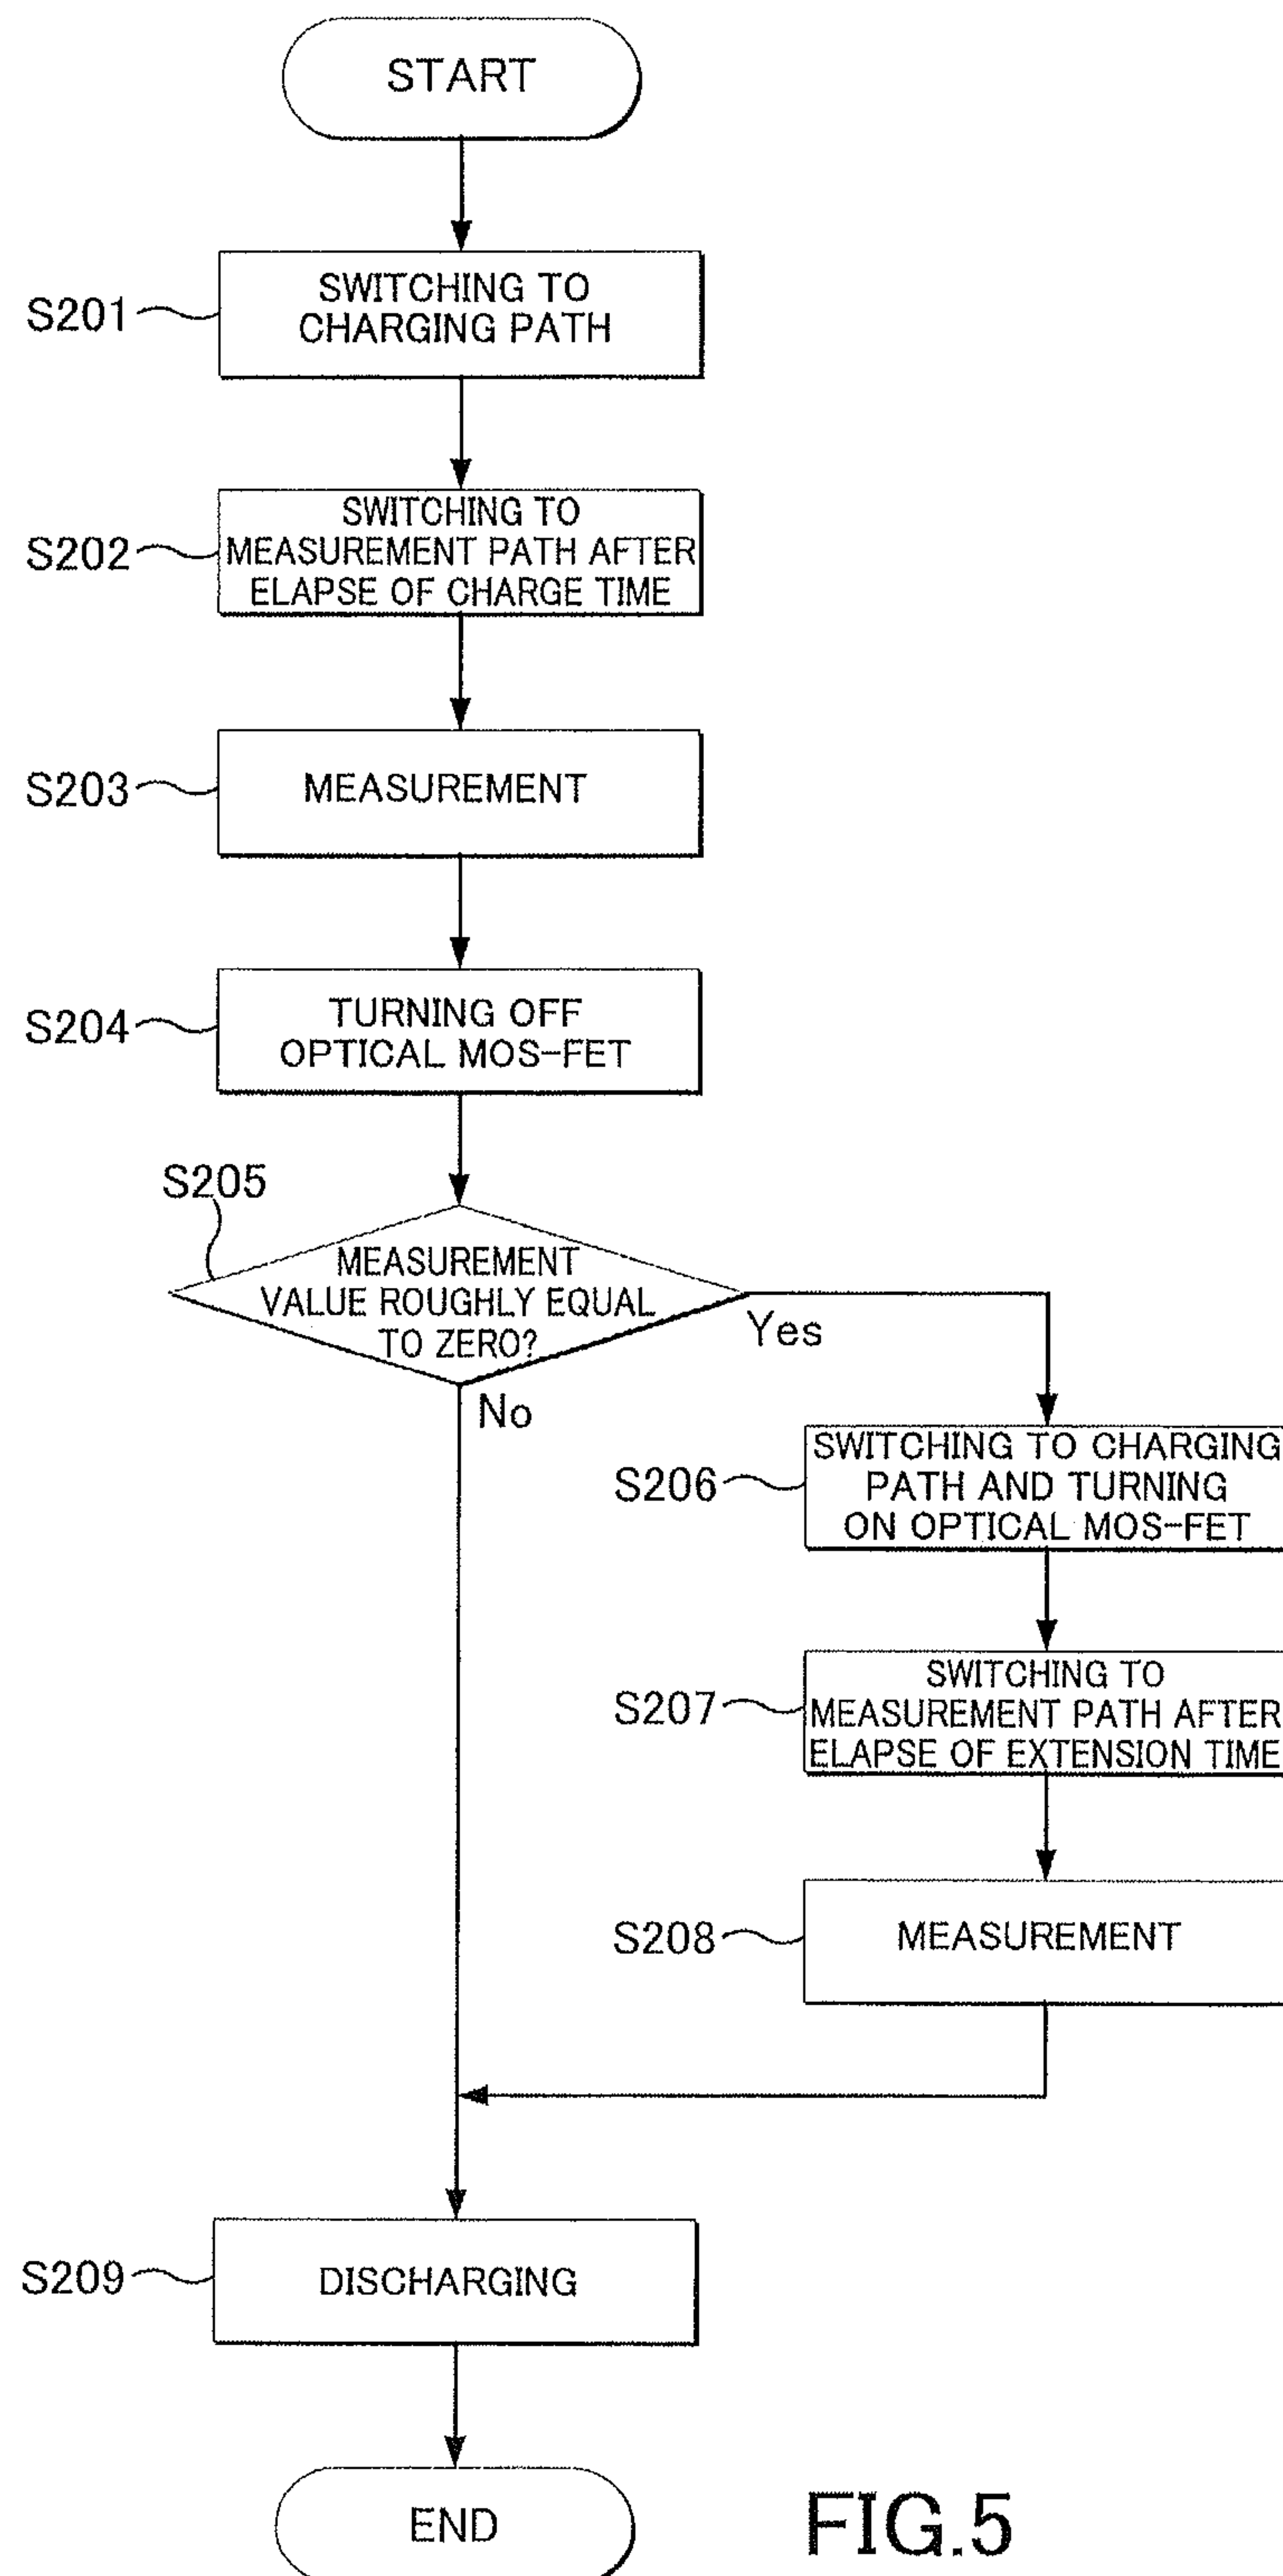 START
S201
SWITCHING TO
CHARGING PATH
S202
SWITCHING TO
MEASUREMENT PATH AFTER
ELAPSE OF CHARGE TIME
S203
MEASUREMENT
S204
TURNING OFF
OPTICAL MOS-FET
S205
MEASUREMENT
VALUE ROUGHLY EQUAL
TO ZERO?
Yes
No
S206
SWITCHING TO CHARGING
PATH AND TURNING
ON OPTICAL MOS-FET
S207
SWITCHING TO
MEASUREMENT PATH AFTER
ELAPSE OF EXTENSION TIME
S208
MEASUREMENT
S209
DISCHARGING
END
FIG.5